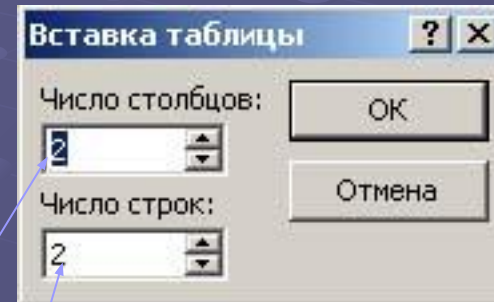 Вставка таблицы ? ×
Число столбцов:
2
Число строк:
2
ОК
Отмена